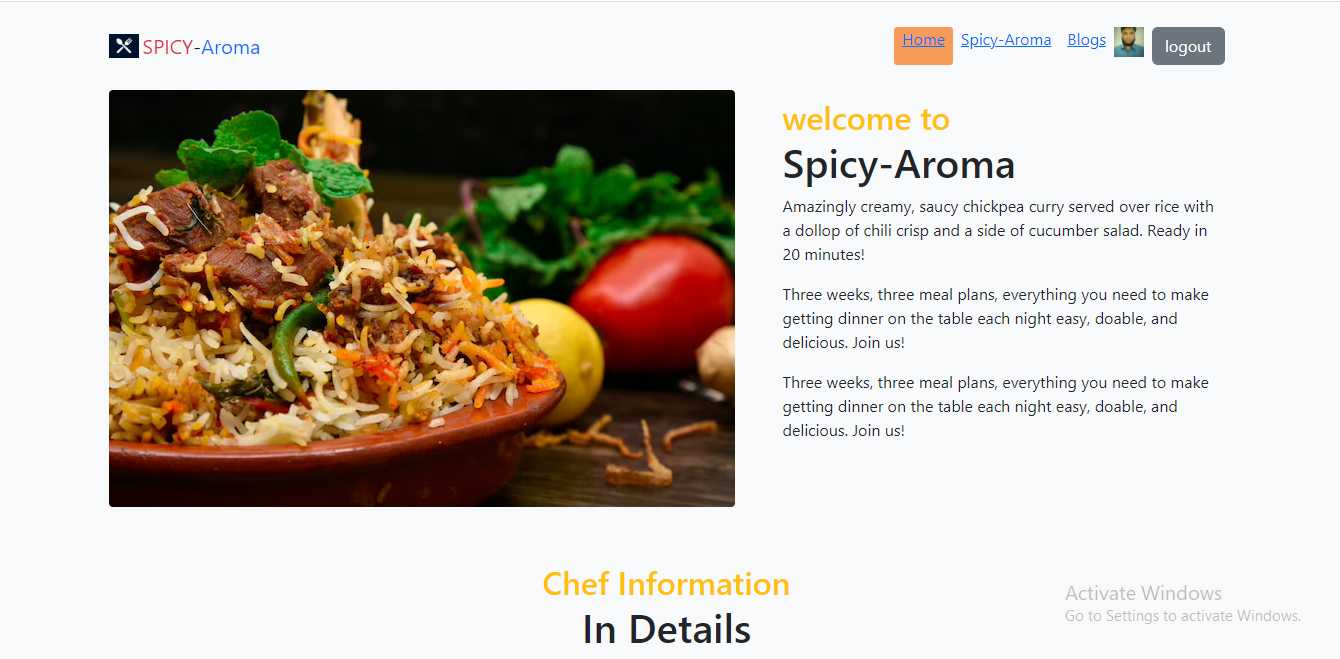 SPICY-Aroma
Home Spicy-Aroma Blogs logout
welcome to
Spicy-Aroma
Amazingly creamy, saucy chickpea curry served over rice with
a dollop of chili crisp and a side of cucumber salad. Ready in
20 minutes!
Three weeks, three meal plans, everything you need to make
getting dinner on the table each night easy, doable, and
delicious. Join us!
Three weeks, three meal plans, everything you need to make
getting dinner on the table each night easy, doable, and
delicious. Join us!
Chef Information
In Details
Activate Windows
Go to Settings to activate Windows.